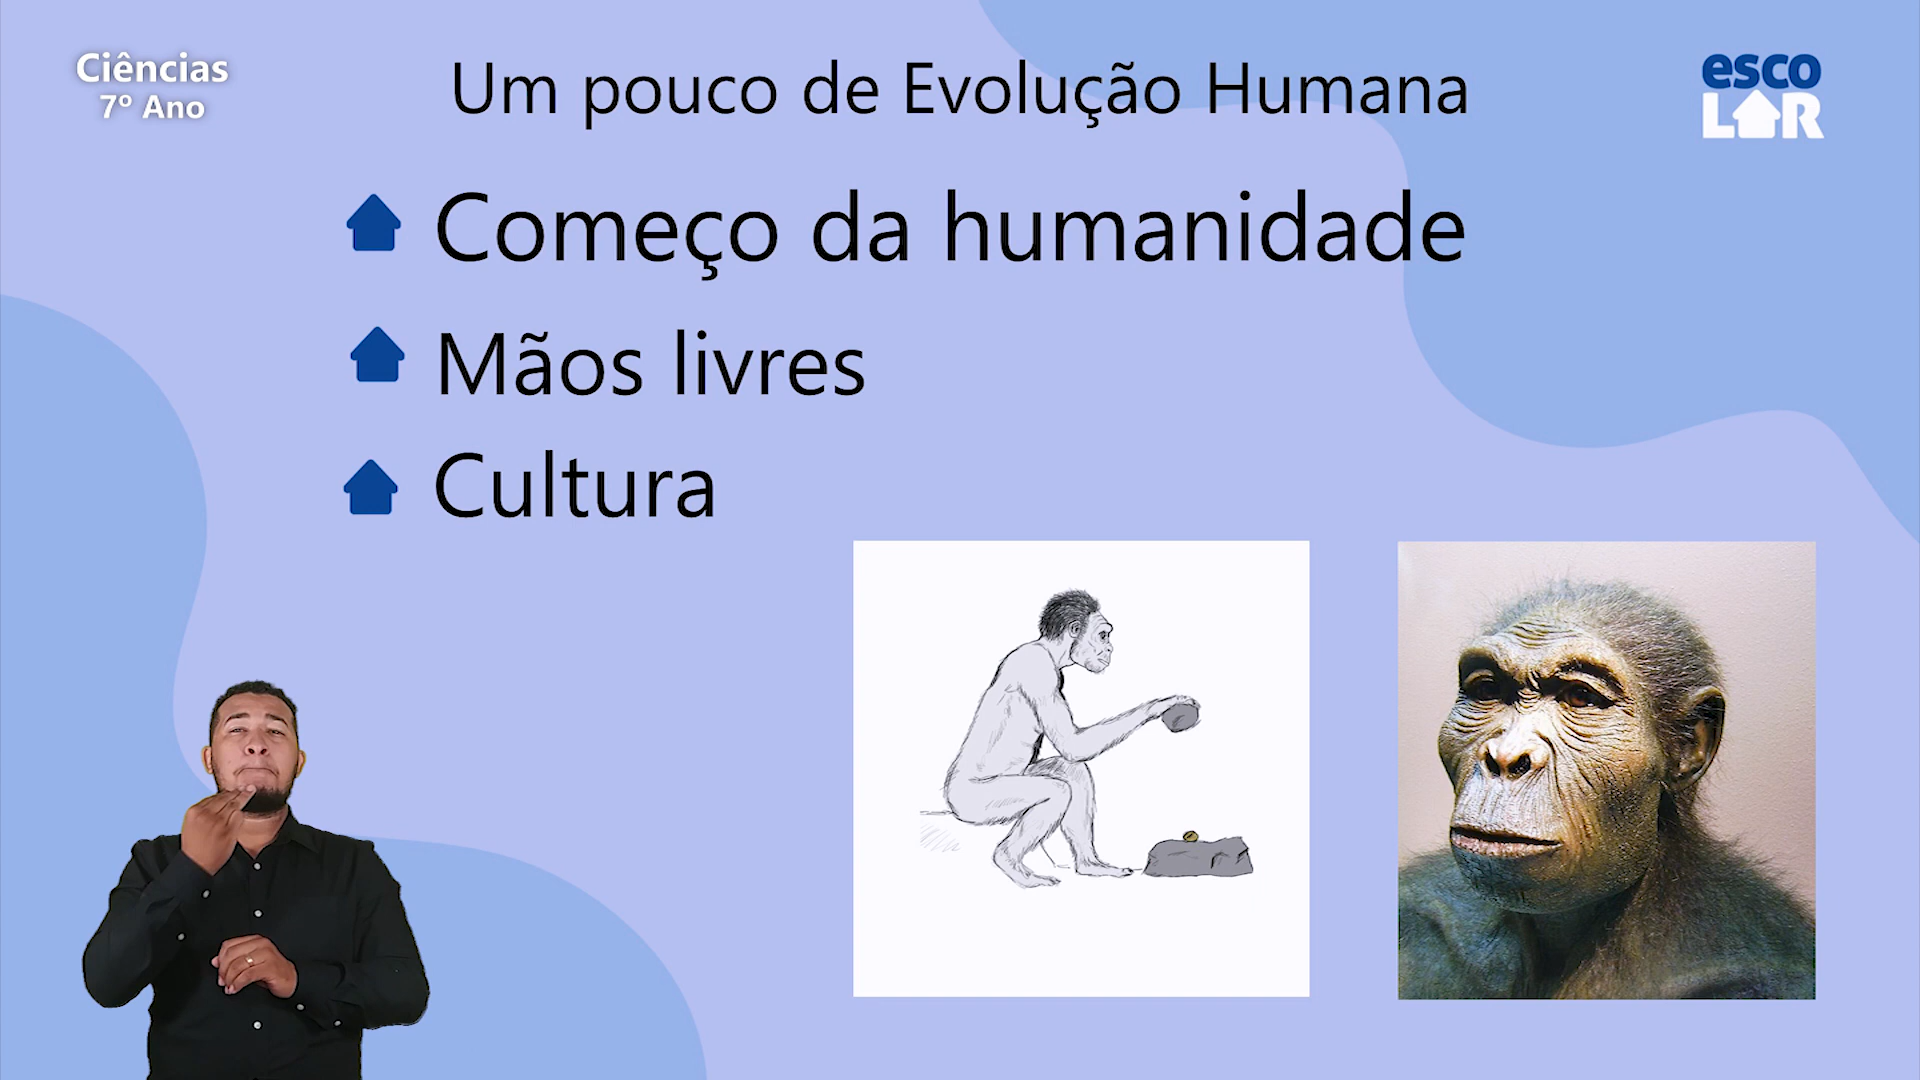 Ciências
7º Ano
Um pouco de Evolução Humana
esco
LAR
Começo da humanidade
Mãos livres
Cultura